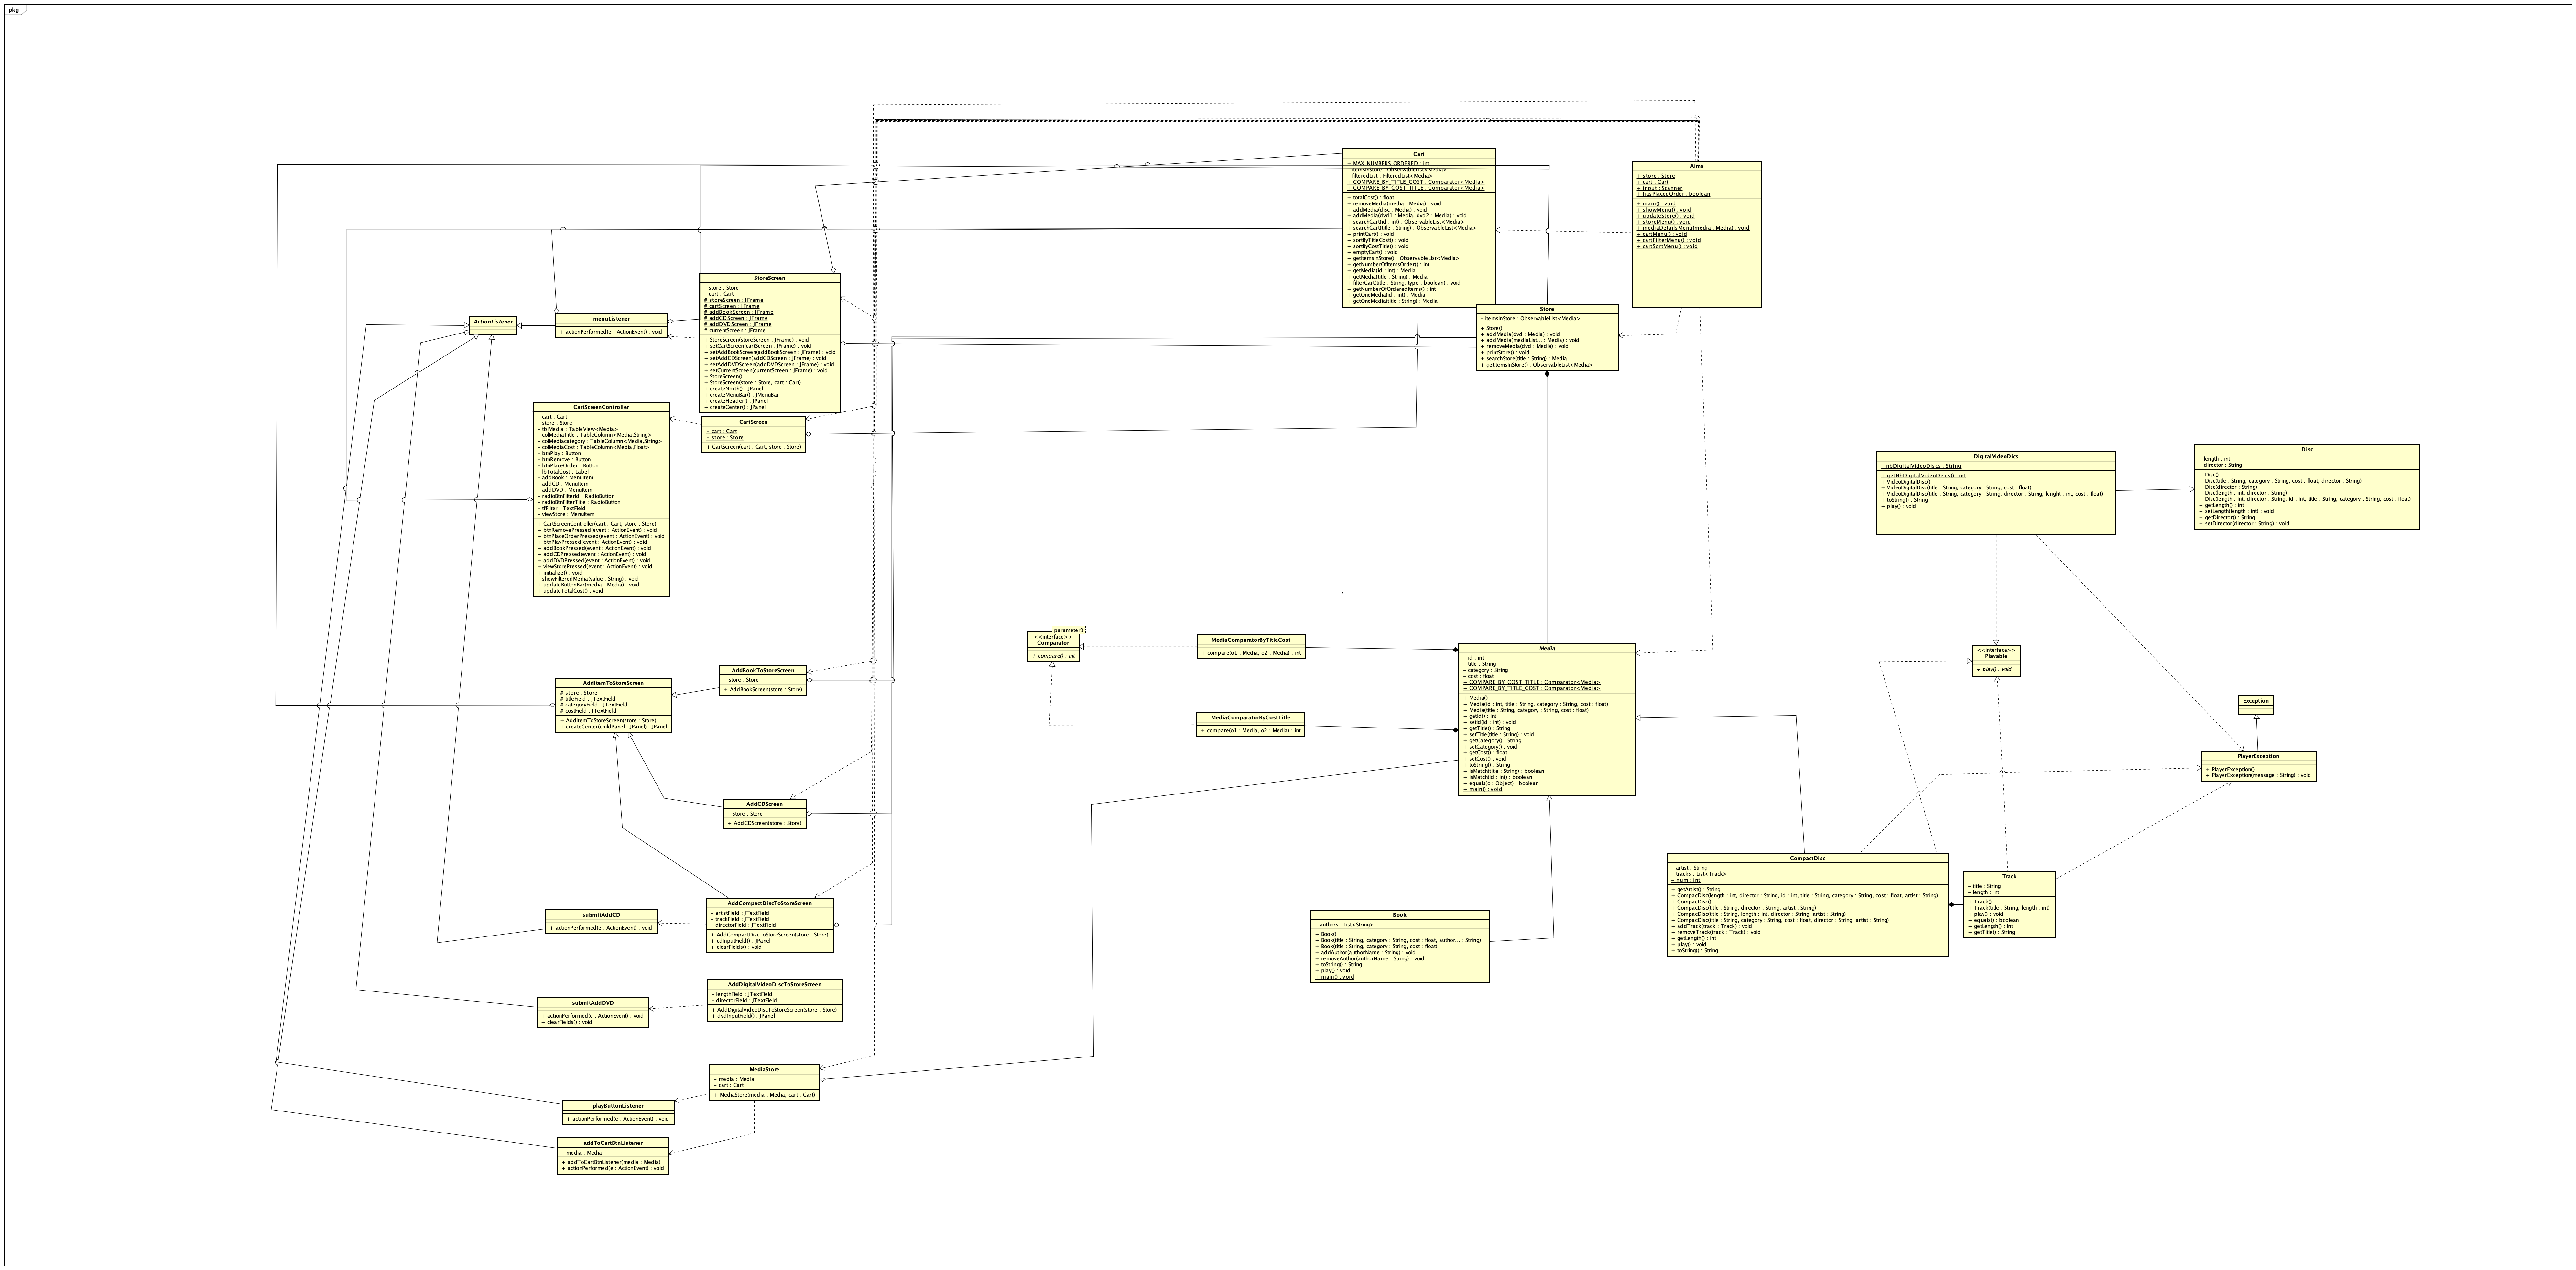 pkg
Cart
+ MAX_NUMBERS_ORDERED : int
- itemsInStore : ObservableList<Media>
- filteredList : FilteredList<Media>
+ COMPARE_BY_TITLE_COST : Comparator<Media>
+ COMPARE_BY_COST_TITLE : Comparator<Media>
+ totalCost() : float
+ removeMedia(media : Media) : void
+ addMedia(disc : Media) : void
+ addMedia(dvd1 : Media, dvd2 : Media) : void
+ searchCart(id : int) : ObservableList<Media>
+ searchCart(title : String) : ObservableList<Media>
+ printCart() : void
+ sortByTitleCost() : void
+ sortByCostTitle() : void
+ emptyCart() : void
+ getItemsInStore() : ObservableList<Media>
+ getNumberOfItemsOrder() : int
+ getMedia(id : int) : Media
+ getMedia(title : String) : Media
+ filterCart(title : String, type : boolean) : void
+ getNumberOfOrderedItems() : int
+ getOneMedia(id : int) : Media
+ getOneMedia(title : String) : Media
Aims
+ store : Store
+ cart : Cart
+ input : Scanner
+ hasPlacedOrder : boolean
+ main() : void
+ showMenu() : void
+ updateStore() : void
+ storeMenu() : void
+ mediaDetailsMenu(media : Media) : void
+ cartMenu() : void
+ cartFilterMenu() : void
+ cartSortMenu() : void
StoreScreen
- store : Store
- cart : Cart
# storeScreen : JFrame
# cartScreen : JFrame
# addBookScreen : JFrame
# addCDScreen : JFrame
# addDVDScreen : JFrame
# currentScreen : JFrame
+ StoreScreen(storeScreen : JFrame) : void
+ setCartScreen(cartScreen : JFrame) : void
+ setAddBookScreen(addBookScreen : JFrame) : void
+ setAddCDScreen(addCDScreen : JFrame) : void
+ setAddDVDScreen(addDVDScreen : JFrame) : void
+ setCurrentScreen(currentScreen : JFrame) : void
+ StoreScreen()
+ StoreScreen(store : Store, cart : Cart)
+ createNorth() : JPanel
+ createMenuBar() : JMenuBar
+ createHeader() : JPanel
+ createCenter() : JPanel
ActionListener
menuListener
+ actionPerformed(e : ActionEvent) : void
Store
- itemsInStore : ObservableList<Media>
+ Store()
+ addMedia(dvd : Media) : void
+ addMedia(mediaList... : Media) : void
+ removeMedia(dvd : Media) : void
+ printStore() : void
+ searchStore(title : String) : Media
+ getItemsInStore() : ObservableList<Media>
CartScreenController
- cart : Cart
- store : Store
- tblMedia : TableView<Media>
- colMediaTitle : TableColumn<Media,String>
- colMediacategory : TableColumn<Media,String>
- colMediaCost : TableColumn<Media,Float>
- btnPlay : Button
- btnRemove : Button
- btnPlaceOrder : Button
- lbTotalCost : Label
- addBook : MenuItem
- addCD : MenuItem
- addDVD : MenuItem
- radioBtnFilterId : RadioButton
- radioBtnFilterTitle : RadioButton
- tfFilter : TextField
- viewStore : MenuItem
+ CartScreenController(cart : Cart, store : Store)
+ btnRemovePressed(event : ActionEvent) : void
+ btnPlaceOrderPressed(event : ActionEvent) : void
+ btnPlayPressed(event : ActionEvent) : void
+ addBookPressed(event : ActionEvent) : void
+ addCDPressed(event : ActionEvent) : void
+ addDVDPressed(event : ActionEvent) : void
+ viewStorePressed(event : ActionEvent) : void
+ initialize() : void
- showFilteredMedia(value : String) : void
+ updateButtonBar(media : Media) : void
+ updateTotalCost() : void
CartScreen
- cart : Cart
- store : Store
+ CartScreen(cart : Cart, store : Store)
DigitalVideoDics
- nbDigitalVideoDiscs : String
+ getNbDigitalVideoDiscs() : int
+ VideoDigitalDisc()
+ VideoDigitalDisc(title : String, category : String, cost : float)
+ VideoDigitalDisc(title : String, category : String, director : String, lenght : int, cost : float)
+ toString() : String
+ play() : void
Disc
- length : int
- director : String
+ Disc()
+ Disc(title : String, category : String, cost : float, director : String)
+ Disc(director : String)
+ Disc(length : int, director : String)
+ Disc(length : int, director : String, id : int, title : String, category : String, cost : float)
+ getLength() : int
+ setLength(length : int) : void
+ getDirector() : String
+ setDirector(director : String) : void
parameter0
<<interface>>
Comparator
+ compare() : int
MediaComparatorByTitleCost
+ compare(o1 : Media, o2 : Media) : int
MediaComparatorByCostTitle
+ compare(o1 : Media, o2 : Media) : int
Media
- id : int
- title : String
- category : String
- cost : float
+ COMPARE_BY_COST_TITLE : Comparator<Media>
+ COMPARE_BY_TITLE_COST : Comparator<Media>
+ Media()
+ Media(id : int, title : String, category : String, cost : float)
+ Media(title : String, category : String, cost : float)
+ getId() : int
+ setId(id : int) : void
+ getTitle() : String
+ setTitle(title : String) : void
+ getCategory() : String
+ setCategory() : void
+ getCost() : float
+ setCost() : void
+ toString() : String
+ isMatch(title : String) : boolean
+ isMatch(id : int) : boolean
+ equals(o : Object) : boolean
+ main() : void
<<interface>>
Playable
+ play() : void
Exception
PlayerException
+ PlayerException()
+ PlayerException(message : String) : void
AddBookToStoreScreen
- store : Store
+ AddBookScreen(store : Store)
AddItemToStoreScreen
# store : Store
# titleField : JTextField
# categoryField : JTextField
# costField : JTextField
+ AddItemToStoreScreen(store : Store)
+ createCenter(childPanel : JPanel) : JPanel
AddCDScreen
- store : Store
+ AddCDScreen(store : Store)
CompactDisc
- artist : String
- tracks : List<Track>
- num : int
+ getArtist() : String
+ CompacDisc(length : int, director : String, id : int, title : String, category : String, cost : float, artist : String)
+ CompacDisc()
+ CompacDisc(title : String, director : String, artist : String)
+ CompacDisc(title : String, length : int, director : String, artist : String)
+ CompacDisc(title : String, category : String, cost : float, director : String, artist : String)
+ addTrack(track : Track) : void
+ removeTrack(track : Track) : void
+ getLength() : int
+ play() : void
+ toString() : String
Track
- title : String
- length : int
+ Track()
+ Track(title : String, length : int)
+ play() : void
+ equals() : boolean
+ getLength() : int
+ getTitle() : String
AddCompactDiscToStoreScreen
- artistField : JTextField
- trackField : JTextField
- directorField : JTextField
+ AddCompactDiscToStoreScreen(store : Store)
+ cdInputField() : JPanel
+ clearFields() : void
submitAddCD
+ actionPerformed(e : ActionEvent) : void
Book
- authors : List<String>
+ Book()
+ Book(title : String, category : String, cost : float, author... : String)
+ Book(title : String, category : String, cost : float)
+ addAuthor(authorName : String) : void
+ removeAuthor(authorName : String) : void
+ toString() : String
+ play() : void
+ main() : void
AddDigitalVideoDiscToStoreScreen
- lengthField : JTextField
- directorField : JTextField
+ AddDigitalVideoDiscToStoreScreen(store : Store)
+ dvdInputField() : JPanel
submitAddDVD
+ actionPerformed(e : ActionEvent) : void
+ clearFields() : void
MediaStore
- media : Media
- cart : Cart
+ MediaStore(media : Media, cart : Cart)
playButtonListener
+ actionPerformed(e : ActionEvent) : void
addToCartBtnListener
- media : Media
+ addToCartBtnListener(media : Media)
+ actionPerformed(e : ActionEvent) : void